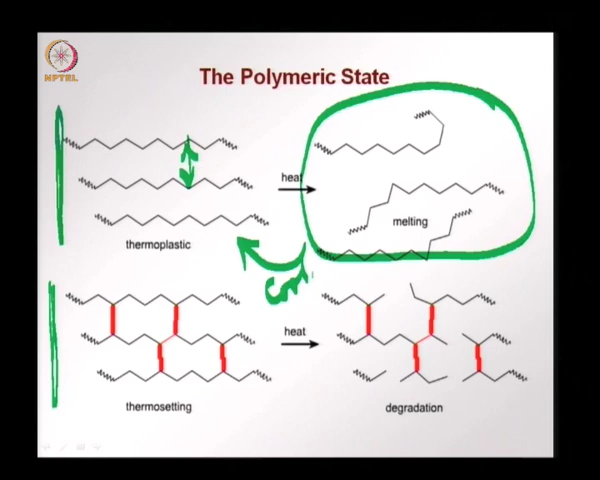 NPTEL
The Polymeric State
heat
melting
thermoplastic
heat
thermosetting
degradation